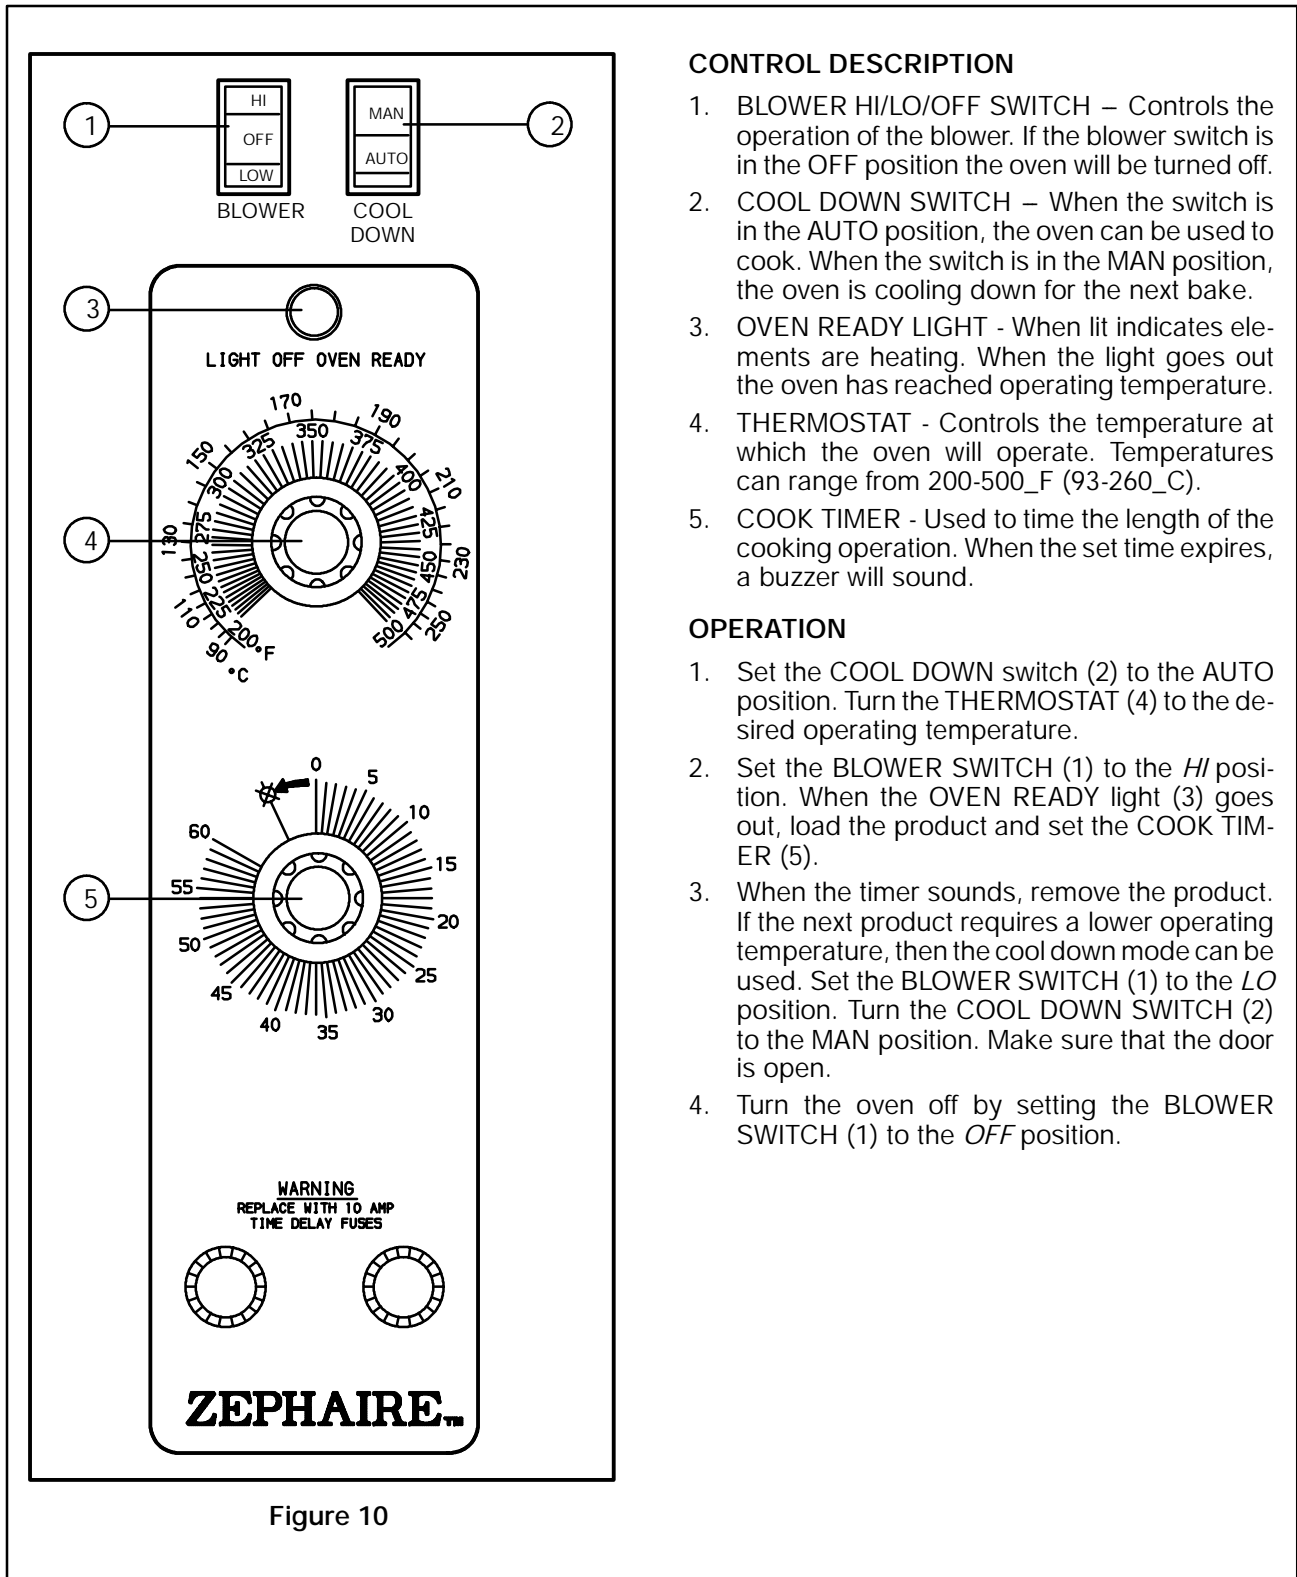 HI
OFF
LOW
BLOWER
MAN
AUTO
COOL
DOWN
1
2
3
LIGHT OFF OVEN READY
4
90 110 130 150 170 190 210 230 250
°C
200 225 250 275 300 325 350 375 400 425 450 475 500
°F
5
0
5
10
15
20
25
30
35
40
45
50
55
60
WARNING
REPLACE WITH 10 AMP
TIME DELAY FUSES
ZEPHAIRE™
Figure 10
CONTROL DESCRIPTION
1. BLOWER HI/LO/OFF SWITCH – Controls the
operation of the blower. If the blower switch is
in the OFF position the oven will be turned off.
2. COOL DOWN SWITCH – When the switch is
in the AUTO position, the oven can be used to
cook. When the switch is in the MAN position,
the oven is cooling down for the next bake.
3. OVEN READY LIGHT - When lit indicates ele-
ments are heating. When the light goes out
the oven has reached operating temperature.
4. THERMOSTAT - Controls the temperature at
which the oven will operate. Temperatures
can range from 200-500_F (93-260_C).
5. COOK TIMER - Used to time the length of the
cooking operation. When the set time expires,
a buzzer will sound.
OPERATION
1. Set the COOL DOWN switch (2) to the AUTO
position. Turn the THERMOSTAT (4) to the de-
sired operating temperature.
2. Set the BLOWER SWITCH (1) to the HI posi-
tion. When the OVEN READY light (3) goes
out, load the product and set the COOK TIM-
ER (5).
3. When the timer sounds, remove the product.
If the next product requires a lower operating
temperature, then the cool down mode can be
used. Set the BLOWER SWITCH (1) to the LO
position. Turn the COOL DOWN SWITCH (2)
to the MAN position. Make sure that the door
is open.
4. Turn the oven off by setting the BLOWER
SWITCH (1) to the OFF position.